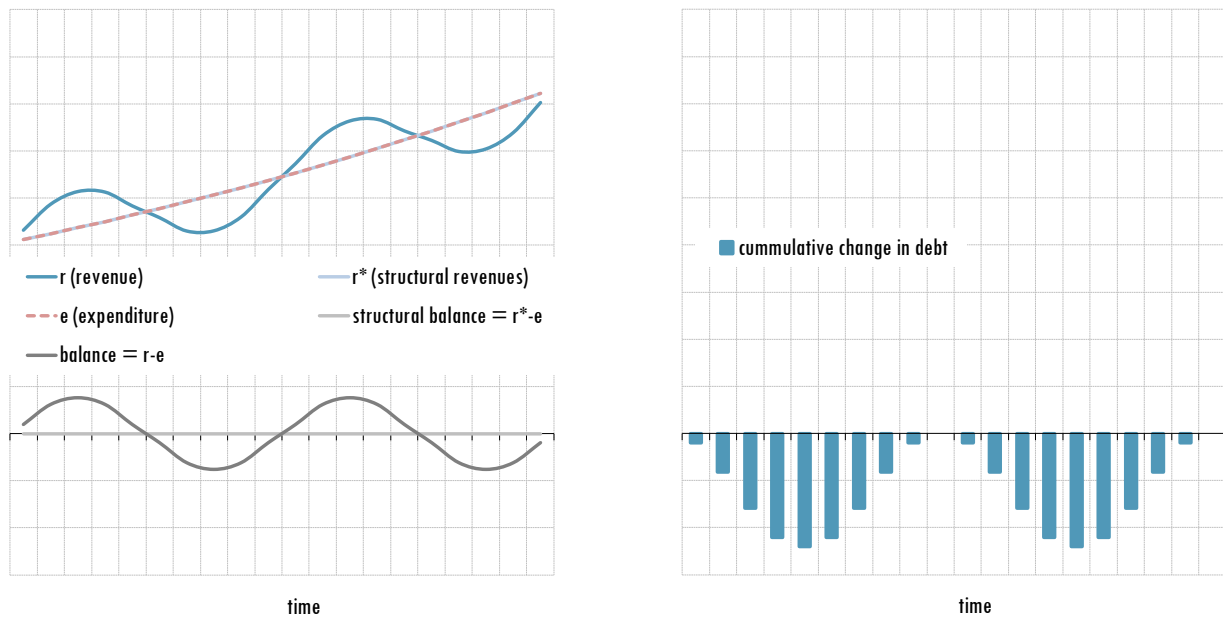 r (revenue)
r* (structural revenues)
e (expenditure)
structural balance = r*-e
balance = r-e
time
cummulative change in debt
time